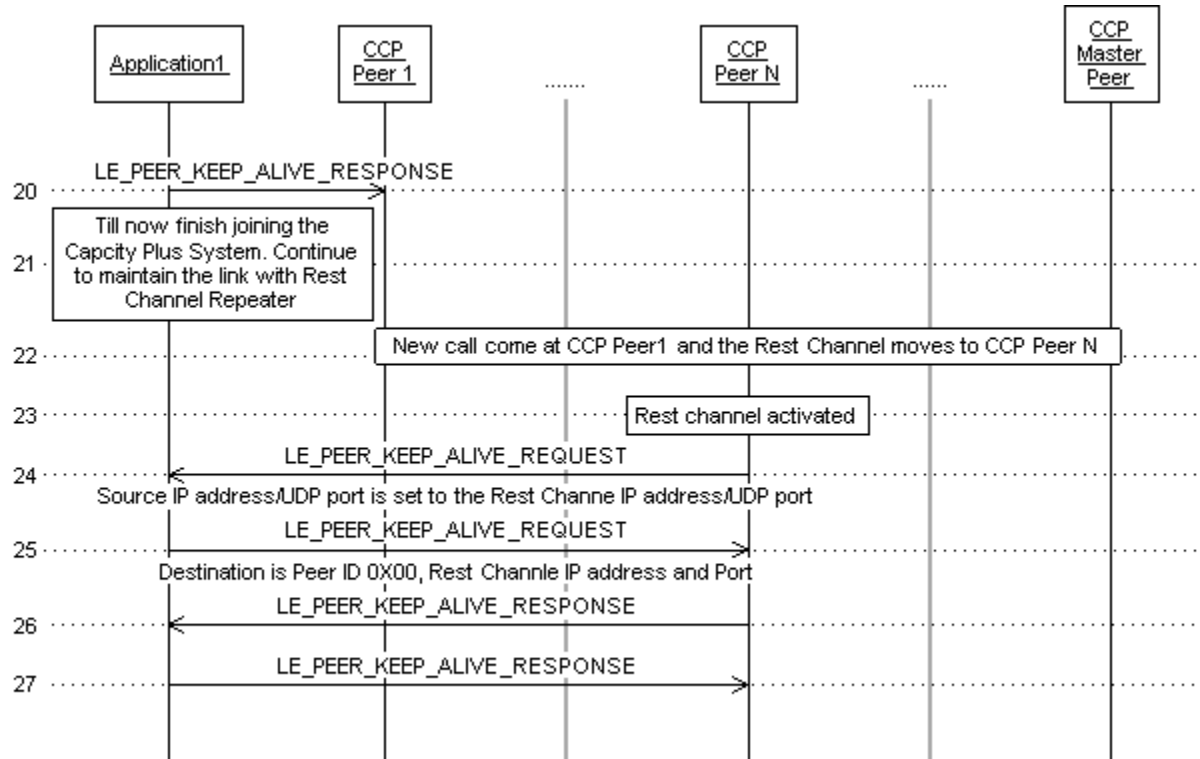 Application1
CCP
Peer 1
.......
CCP
Peer N
......
CCP
Master
Peer
LE_PEER_KEEP_ALIVE_RESPONSE
20
Till now finish joining the
Capcity Plus System. Continue
to maintain the link with Rest
Channel Repeater
21
New call come at CCP Peer1 and the Rest Channel moves to CCP Peer N
22
Rest channel activated
23
LE_PEER_KEEP_ALIVE_REQUEST
24
Source IP address/UDP port is set to the Rest Channe IP address/UDP port
LE_PEER_KEEP_ALIVE_REQUEST
25
Destination is Peer ID 0X00, Rest Channle IP address and Port
LE_PEER_KEEP_ALIVE_RESPONSE
26
LE_PEER_KEEP_ALIVE_RESPONSE
27